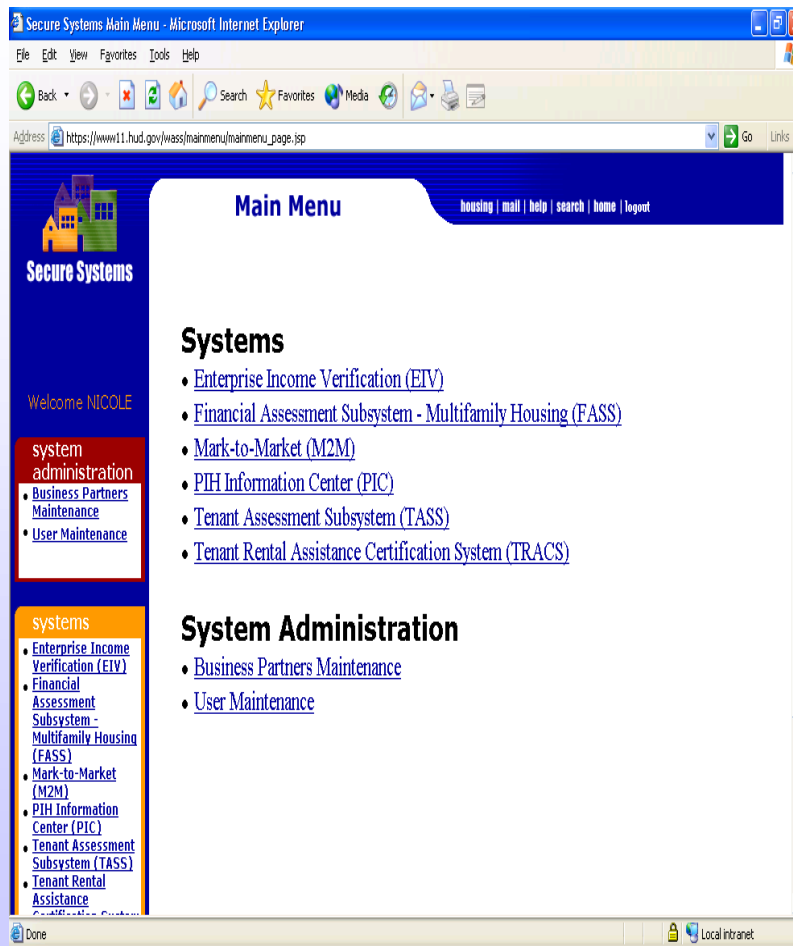 Secure Systems Main Menu - Microsoft Internet Explorer
File Edit View Favorites Tools Help
Back Search Favorites Media
Address https://www11.hud.gov/wass/mainmenu/mainmenu_page.jsp Go Links
Secure Systems
Main Menu
housing | mail | help | search | home | logout
Welcome NICOLE
system
administration
Business Partners
Maintenance
User Maintenance
systems
Enterprise Income
Verification (EIV)
Financial
Assessment
Subsystem -
Multifamily Housing
(FASS)
Mark-to-Market
(M2M)
PIH Information
Center (PIC)
Tenant Assessment
Subsystem (TASS)
Tenant Rental
Assistance
Certification System
Systems
• Enterprise Income Verification (EIV)
• Financial Assessment Subsystem - Multifamily Housing (FASS)
• Mark-to-Market (M2M)
• PIH Information Center (PIC)
• Tenant Assessment Subsystem (TASS)
• Tenant Rental Assistance Certification System (TRACS)
System Administration
• Business Partners Maintenance
• User Maintenance
Done Local intranet